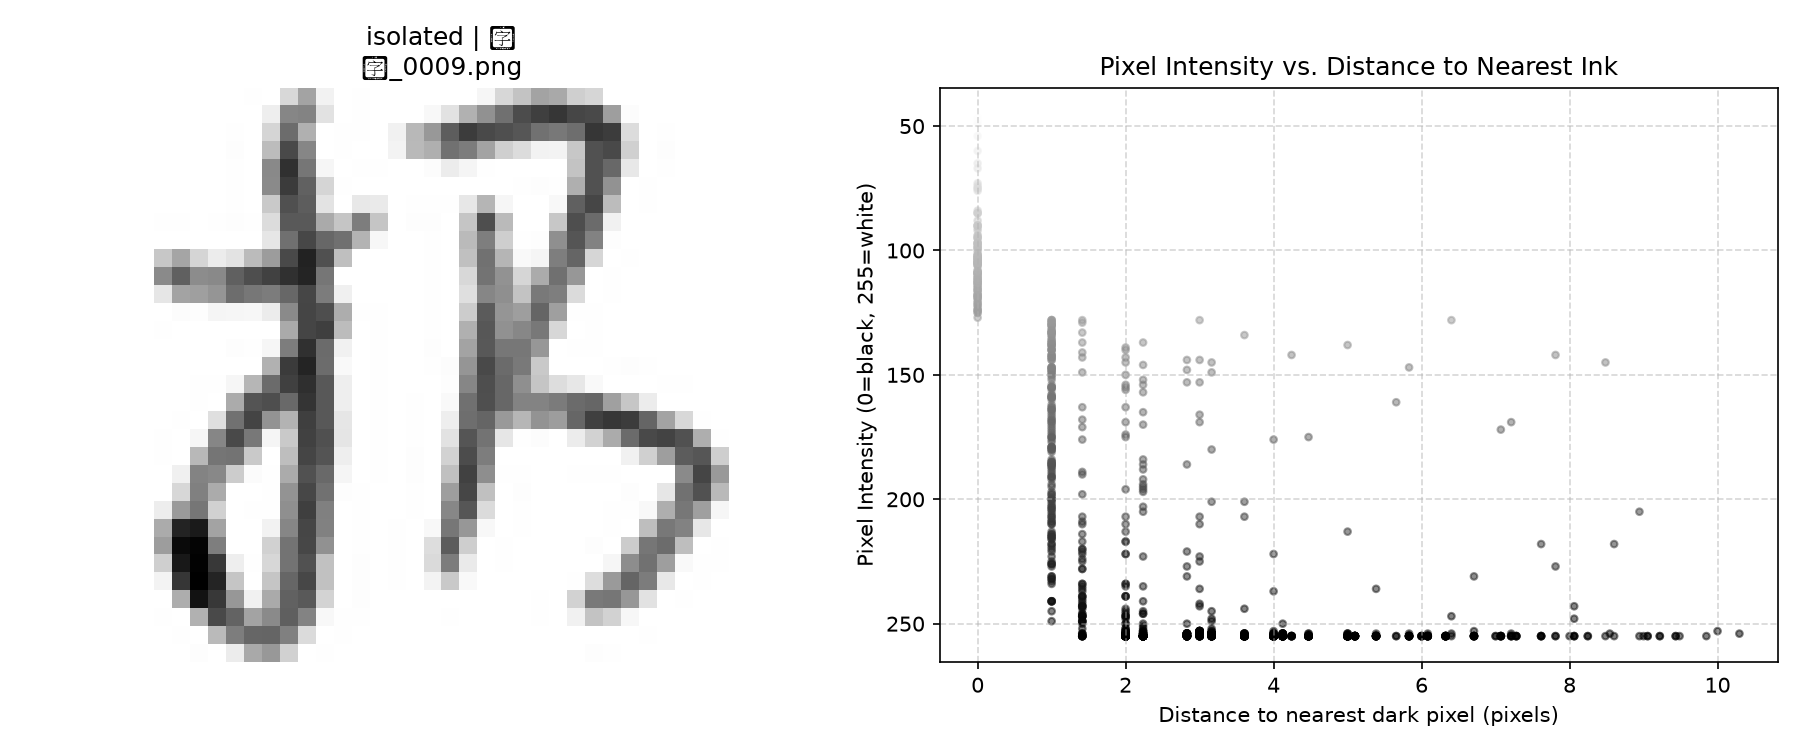 isolated |
_0009.png
Pixel Intensity vs. Distance to Nearest Ink
Pixel Intensity (0=black, 255=white)
50
100
150
200
250
0 2 4 6 8 10
Distance to nearest dark pixel (pixels)